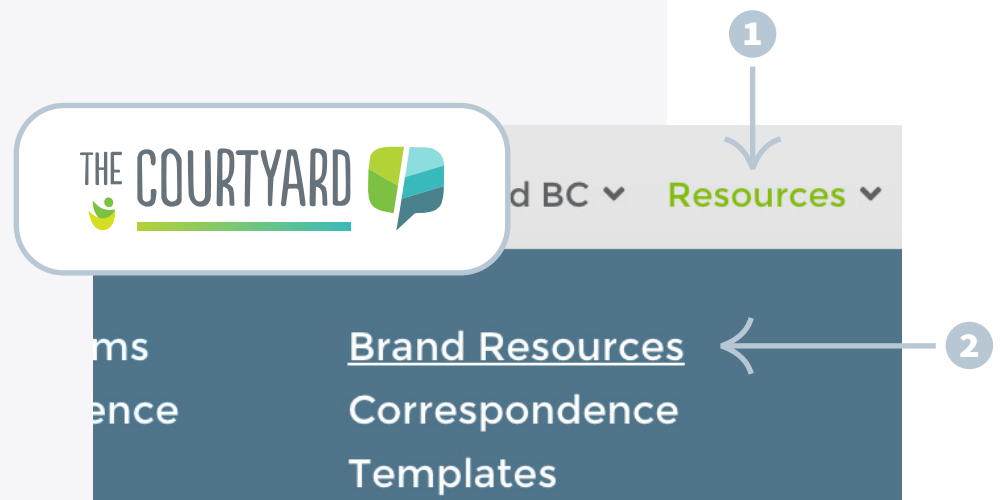 1
THE COURTYARD
d BC Resources
ms Brand Resources 2
ence Correspondence
Templates